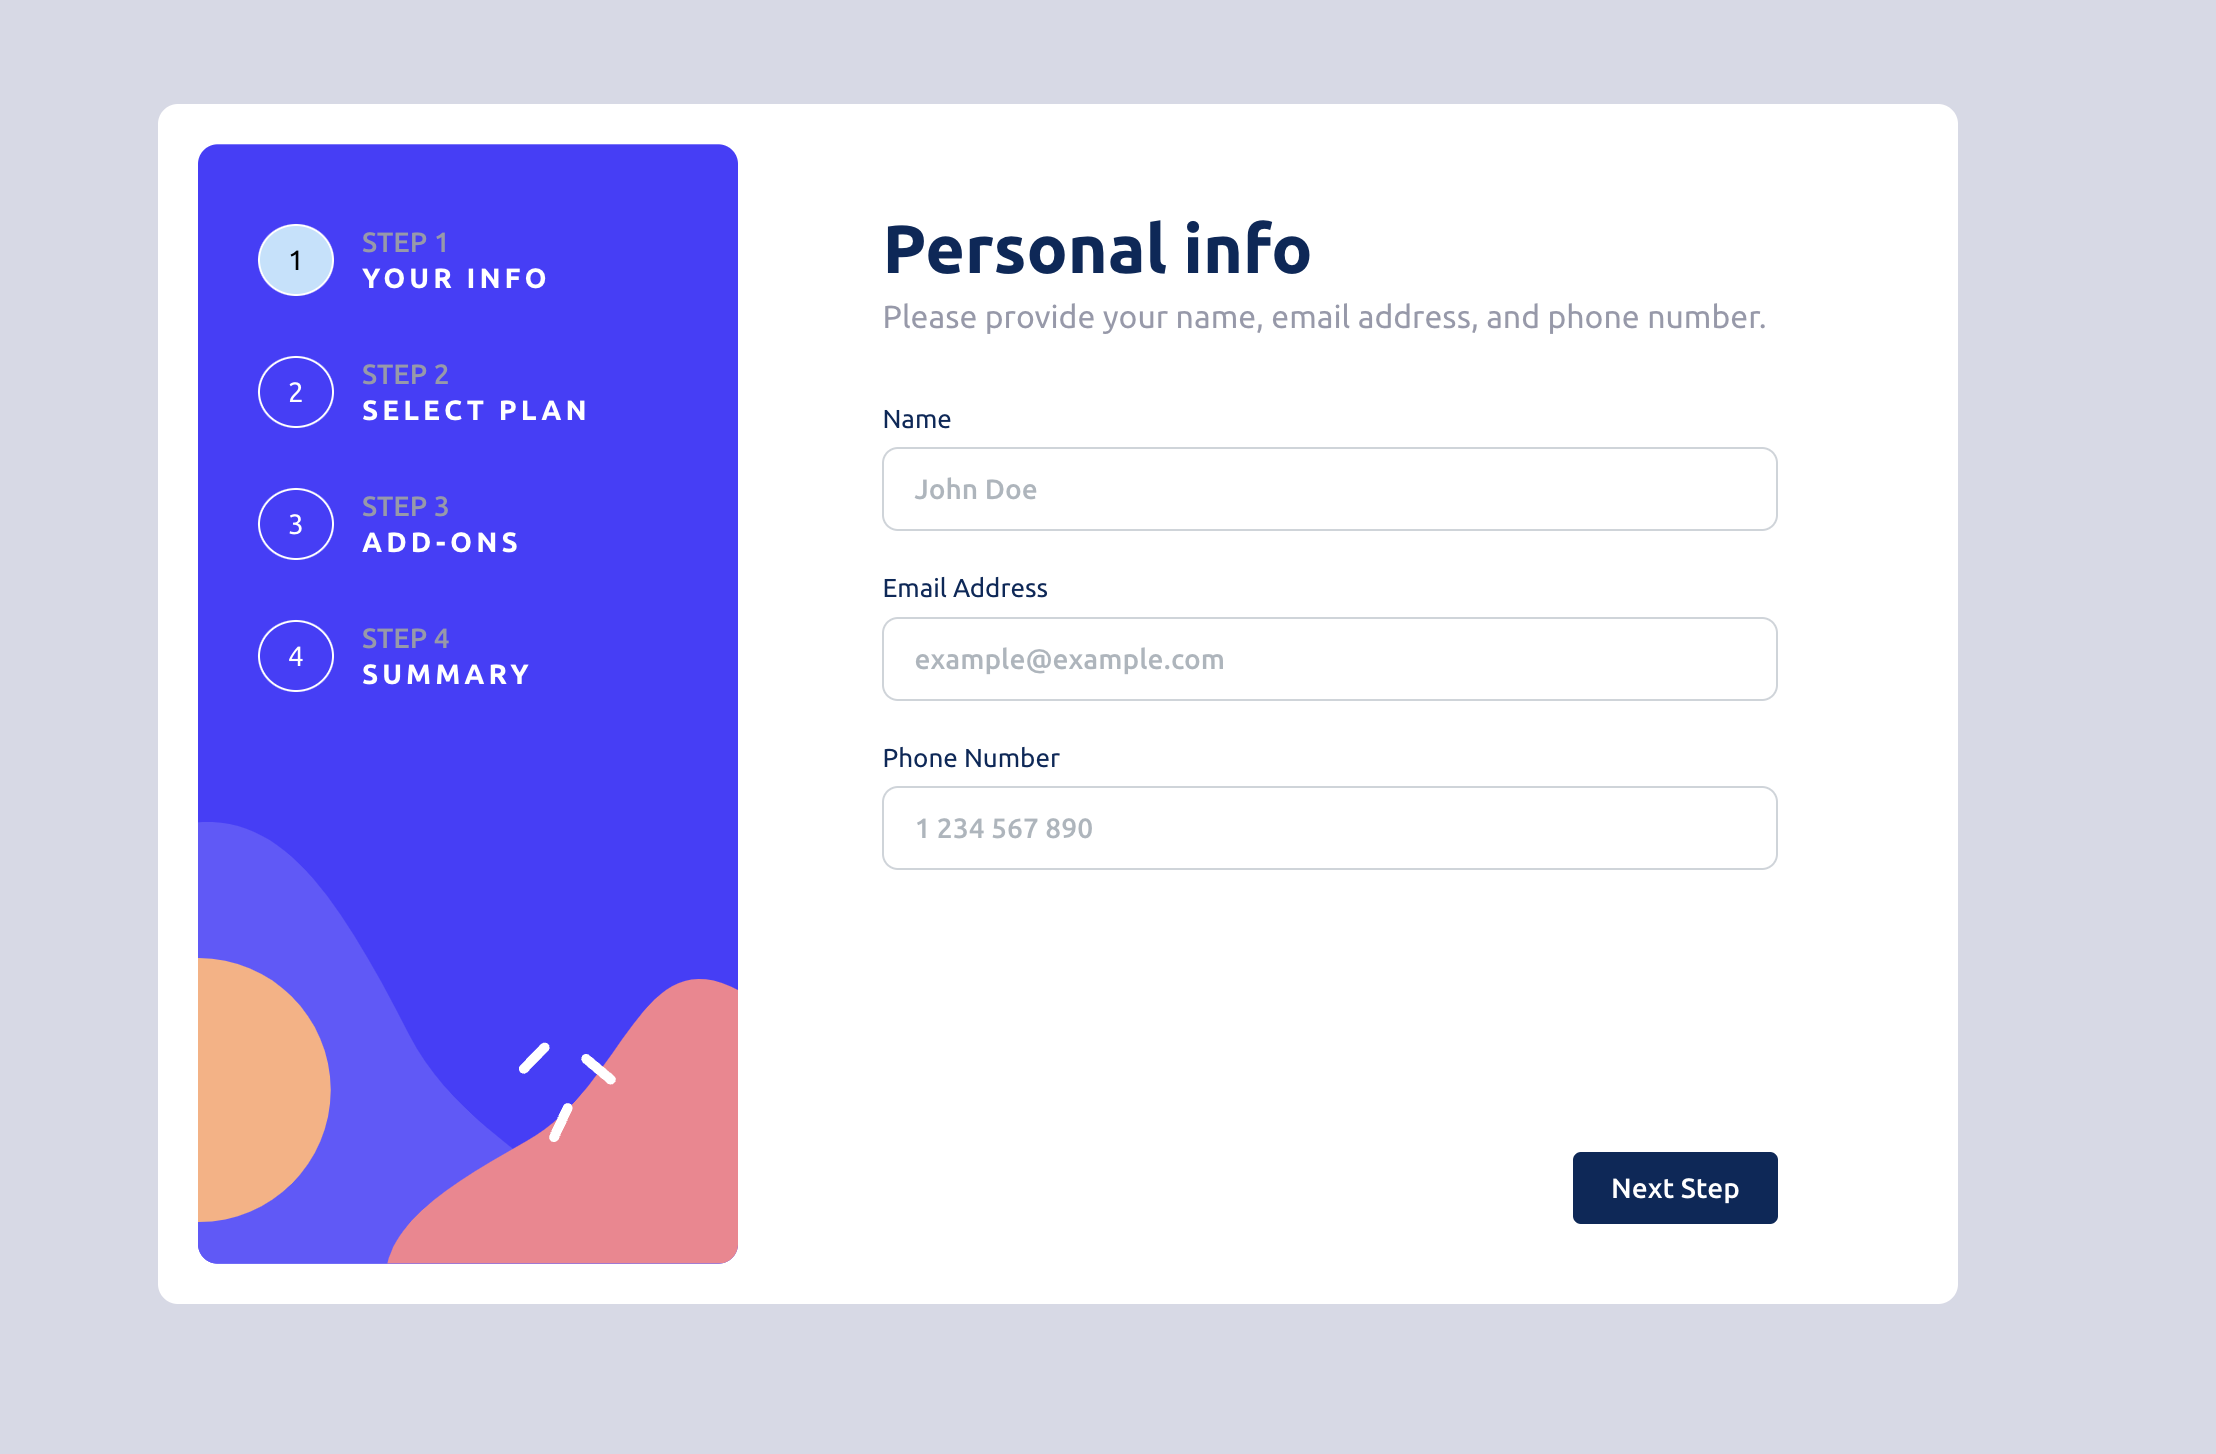 1
STEP 1
YOUR INFO
2
STEP 2
SELECT PLAN
3
STEP 3
ADD-ONS
4
STEP 4
SUMMARY
Personal info
Please provide your name, email address, and phone number.
Name
John Doe
Email Address
example@example.com
Phone Number
1 234 567 890
Next Step